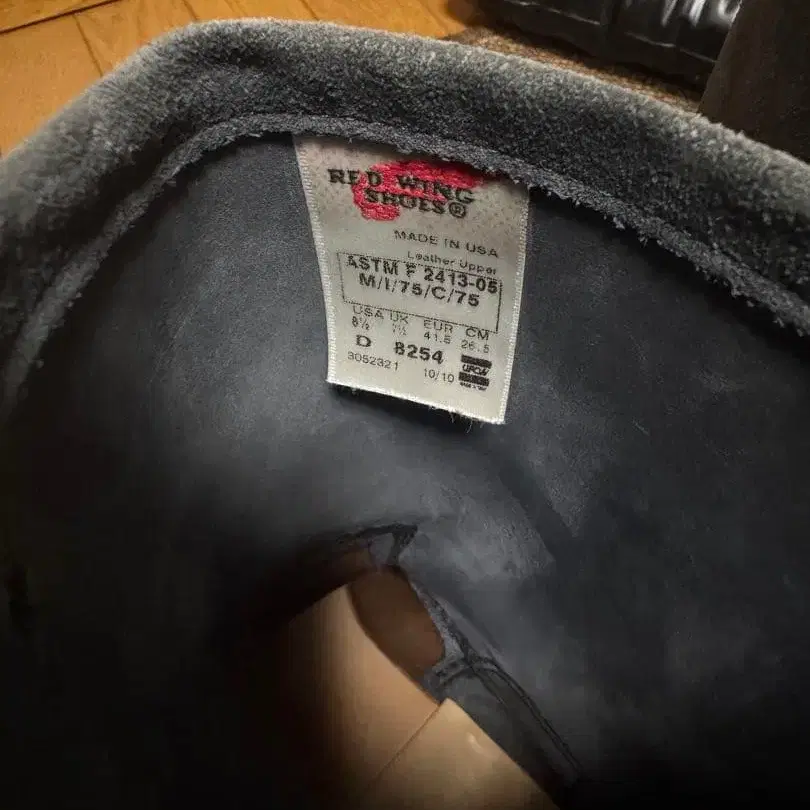 RED WING
SHOES®
MADE IN USA
Leather Upper
ASTM F 2413-05
M/I/75/C/75
USA UK EUR CM
8½ 7½ 41.5 26.5
D 8254
3052321 10/10
UFCW